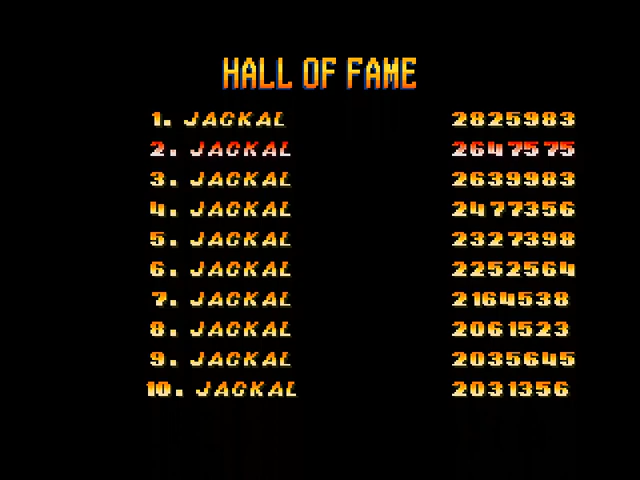 HALL OF FAME
1. JACKAL 2825983
2. JACKAL 2647575
3. JACKAL 2639983
4. JACKAL 2477356
5. JACKAL 2327398
6. JACKAL 2252564
7. JACKAL 2164538
8. JACKAL 2061523
9. JACKAL 2035645
10. JACKAL 2031356